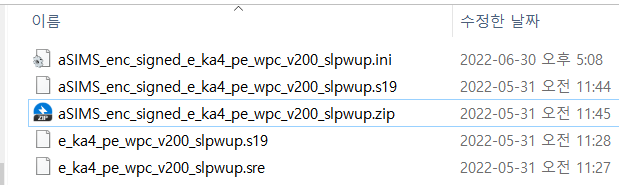 이름 수정한 날짜
aSIMS_enc_signed_e_ka4_pe_wpc_v200_slpwup.ini 2022-06-30 오후 5:08
aSIMS_enc_signed_e_ka4_pe_wpc_v200_slpwup.s19 2022-05-31 오전 11:44
ZIP aSIMS_enc_signed_e_ka4_pe_wpc_v200_slpwup.zip 2022-05-31 오전 11:45
e_ka4_pe_wpc_v200_slpwup.s19 2022-05-31 오전 11:28
e_ka4_pe_wpc_v200_slpwup.sre 2022-05-31 오전 11:27